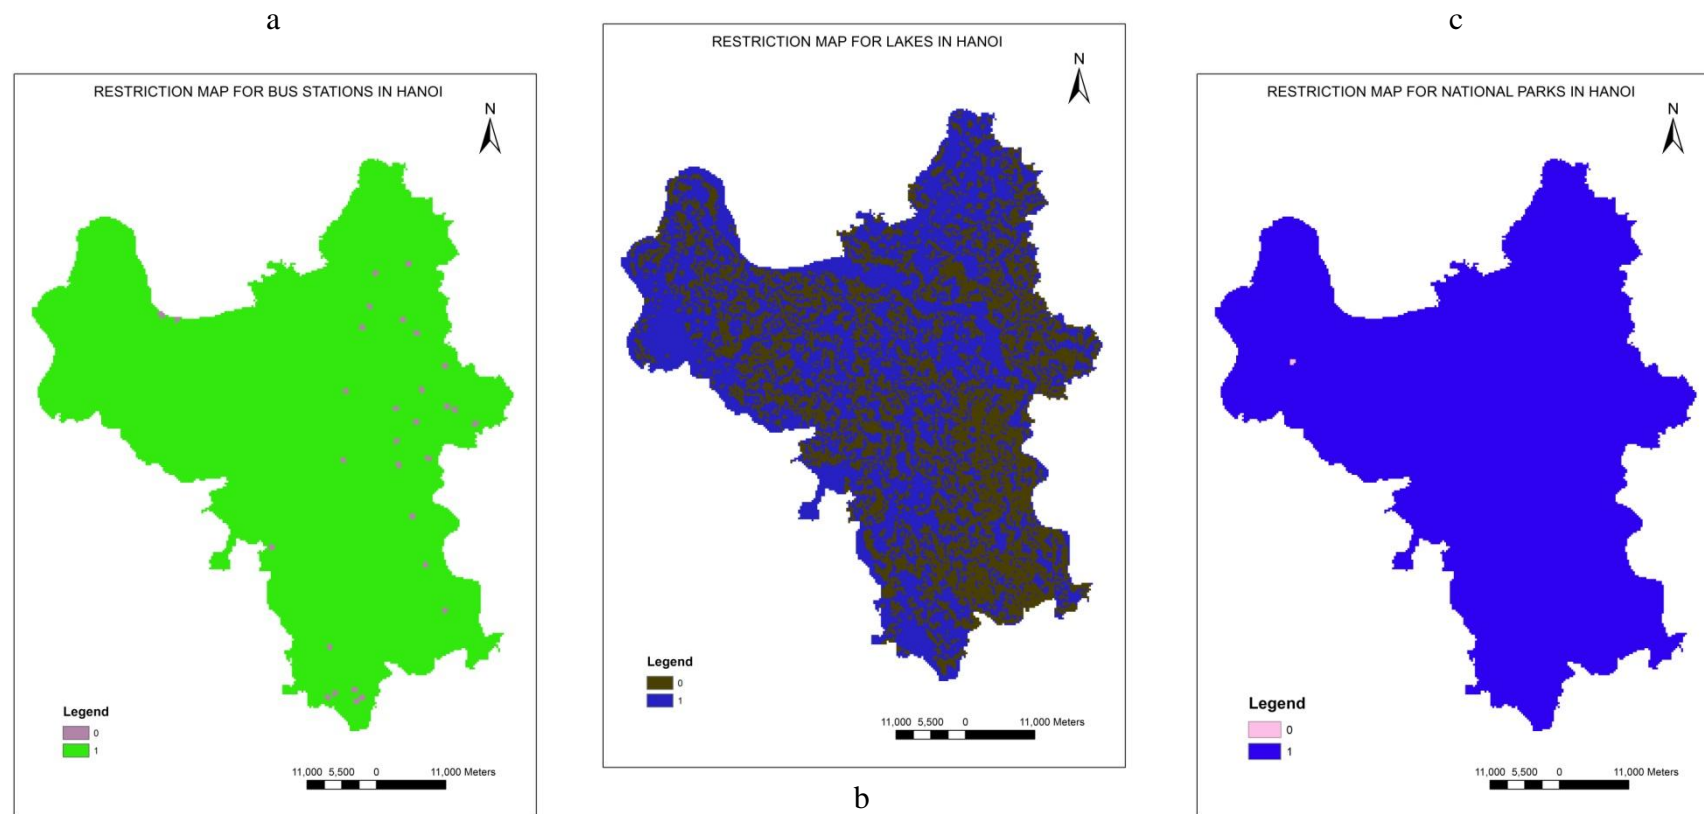 a
RESTRICTION MAP FOR BUS STATIONS IN HANOI
N
Legend
0
1
11,000 5,500 0 11,000 Meters
RESTRICTION MAP FOR LAKES IN HANOI
N
Legend
0
1
11,000 5,500 0 11,000 Meters
b
c
RESTRICTION MAP FOR NATIONAL PARKS IN HANOI
N
Legend
0
1
11,000 5,500 0 11,000 Meters